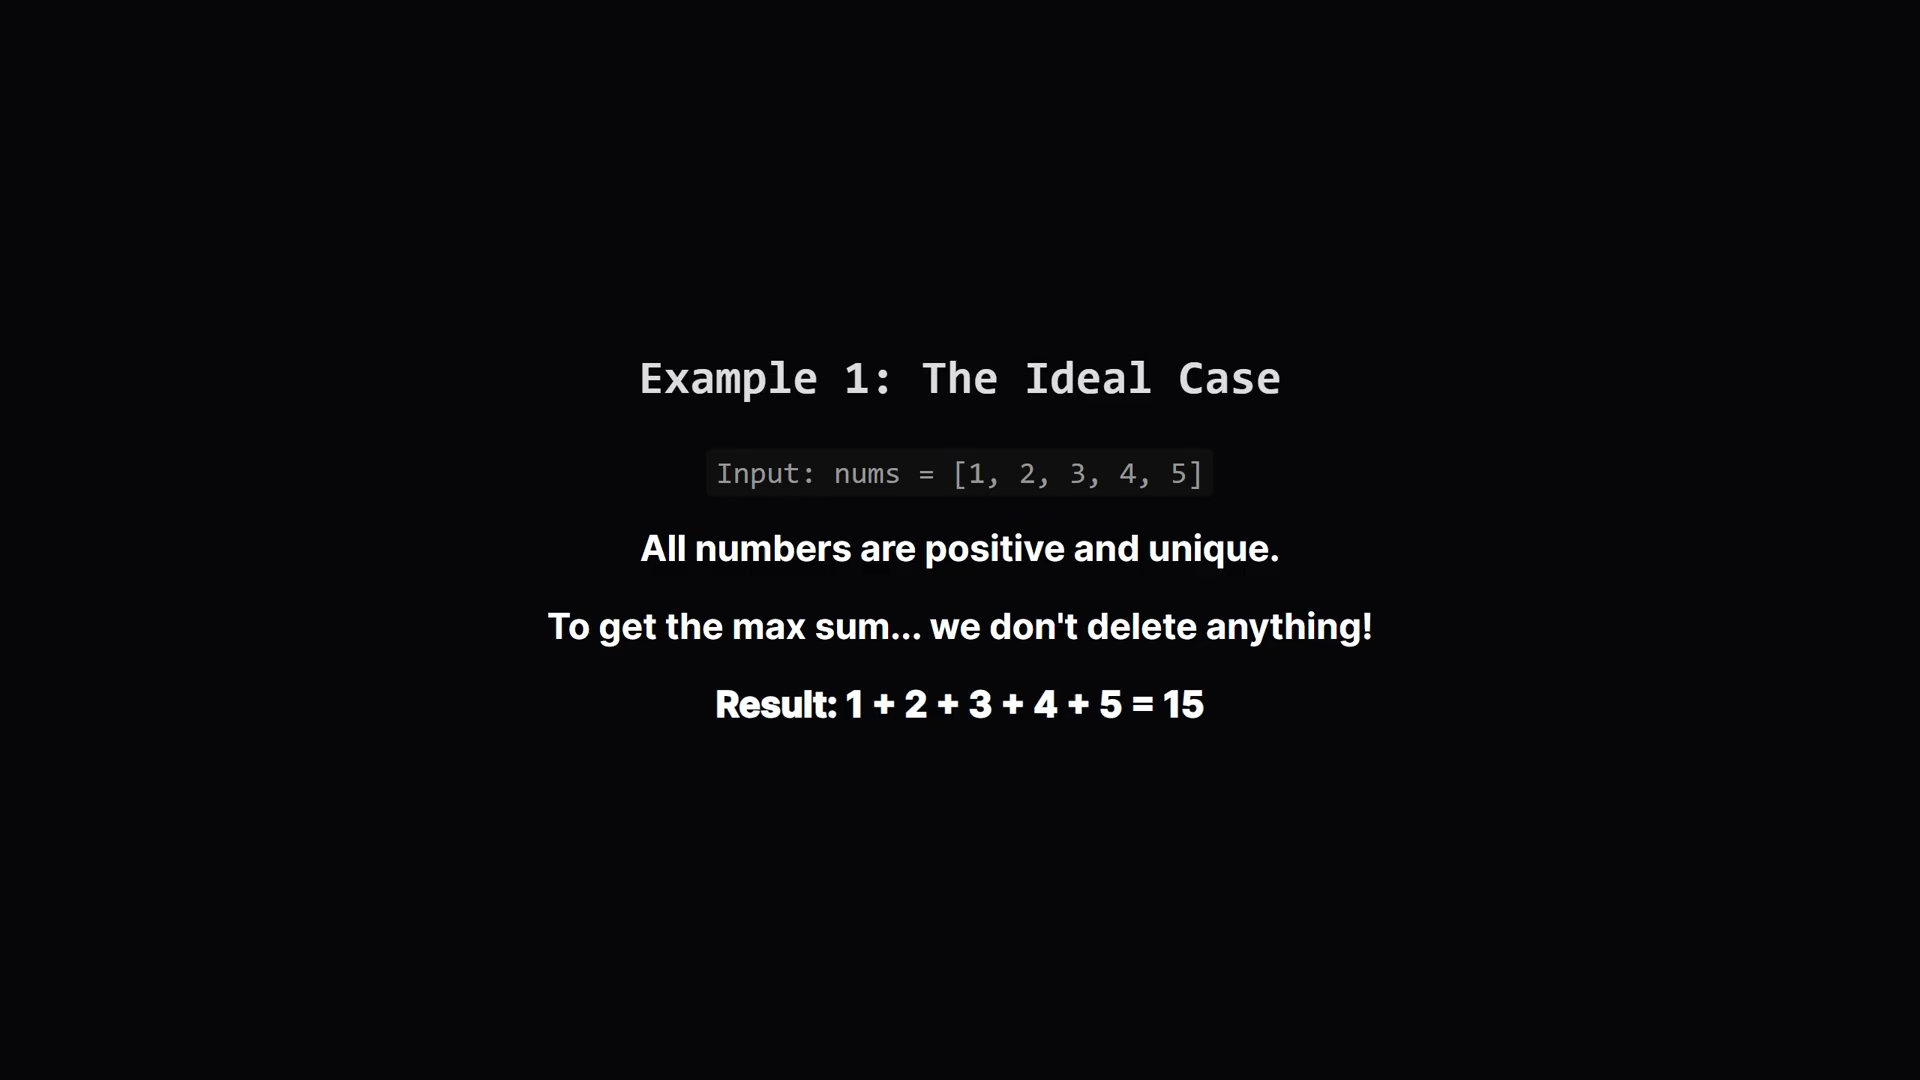 Example 1: The Ideal Case
Input: nums = [1, 2, 3, 4, 5]
All numbers are positive and unique.
To get the max sum... we don't delete anything!
Result: 1 + 2 + 3 + 4 + 5 = 15